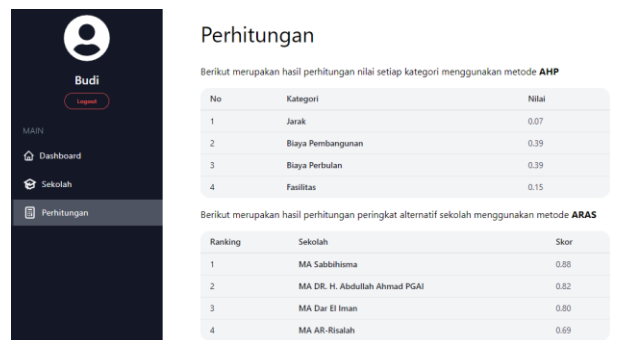 Budi
Logout
MAIN
Dashboard
Sekolah
Perhitungan
Perhitungan
Berikut merupakan hasil perhitungan nilai setiap kategori menggunakan metode AHP
No Kategori Nilai
1 Jarak 0.07
2 Biaya Pembangunan 0.39
3 Biaya Perbulan 0.39
4 Fasilitas 0.15
Berikut merupakan hasil perhitungan peringkat alternatif sekolah menggunakan metode ARAS
Ranking Sekolah Skor
1 MA Sabbihisma 0.88
2 MA DR. H. Abdullah Ahmad PGAI 0.82
3 MA Dar El Iman 0.80
4 MA AR-Risalah 0.69